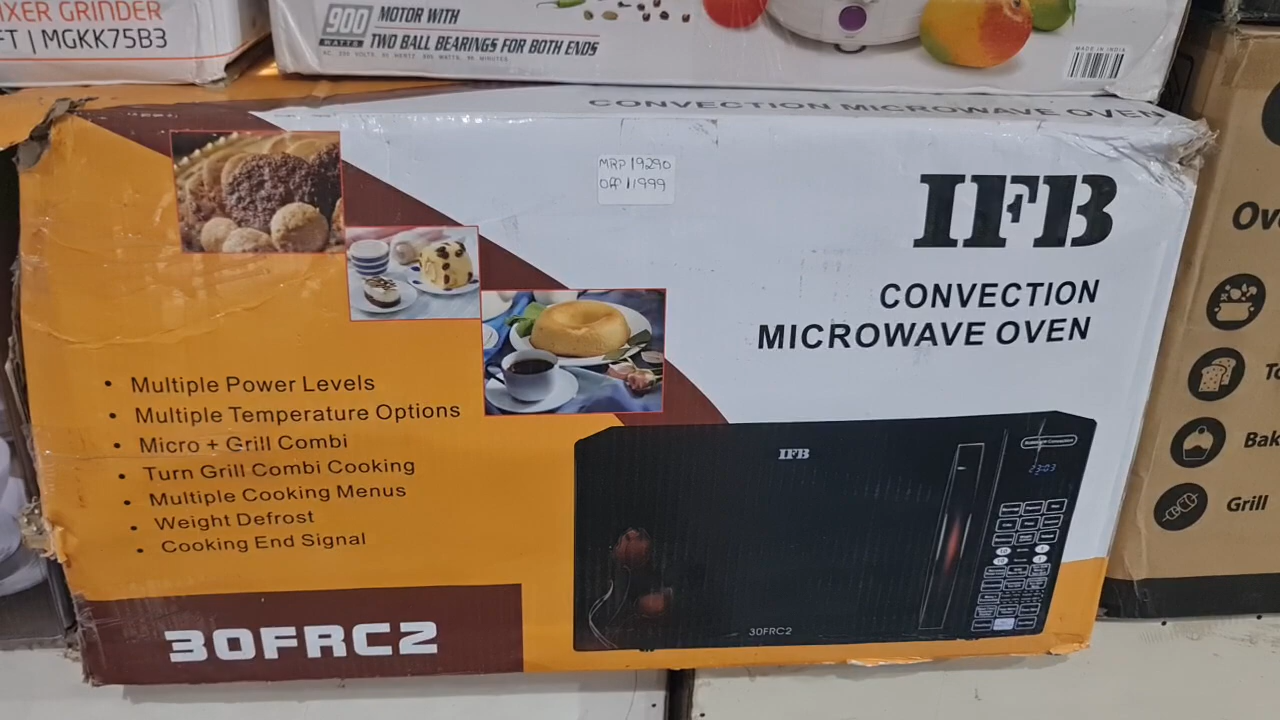 IXER GRINDER
FT | MGKK75B3
900
WATTS
MOTOR WITH
TWO BALL BEARINGS FOR BOTH ENDS
MADE IN INDIA
CONVECTION MICROWAVE OVEN
MRP 19290
Off 11999
IFB
CONVECTION
MICROWAVE OVEN
• Multiple Power Levels
• Multiple Temperature Options
• Micro + Grill Combi
• Turn Grill Combi Cooking
• Multiple Cooking Menus
• Weight Defrost
• Cooking End Signal
30FRC2
IFB
23:03
30FRC2
Ov
To
Bak
Grill